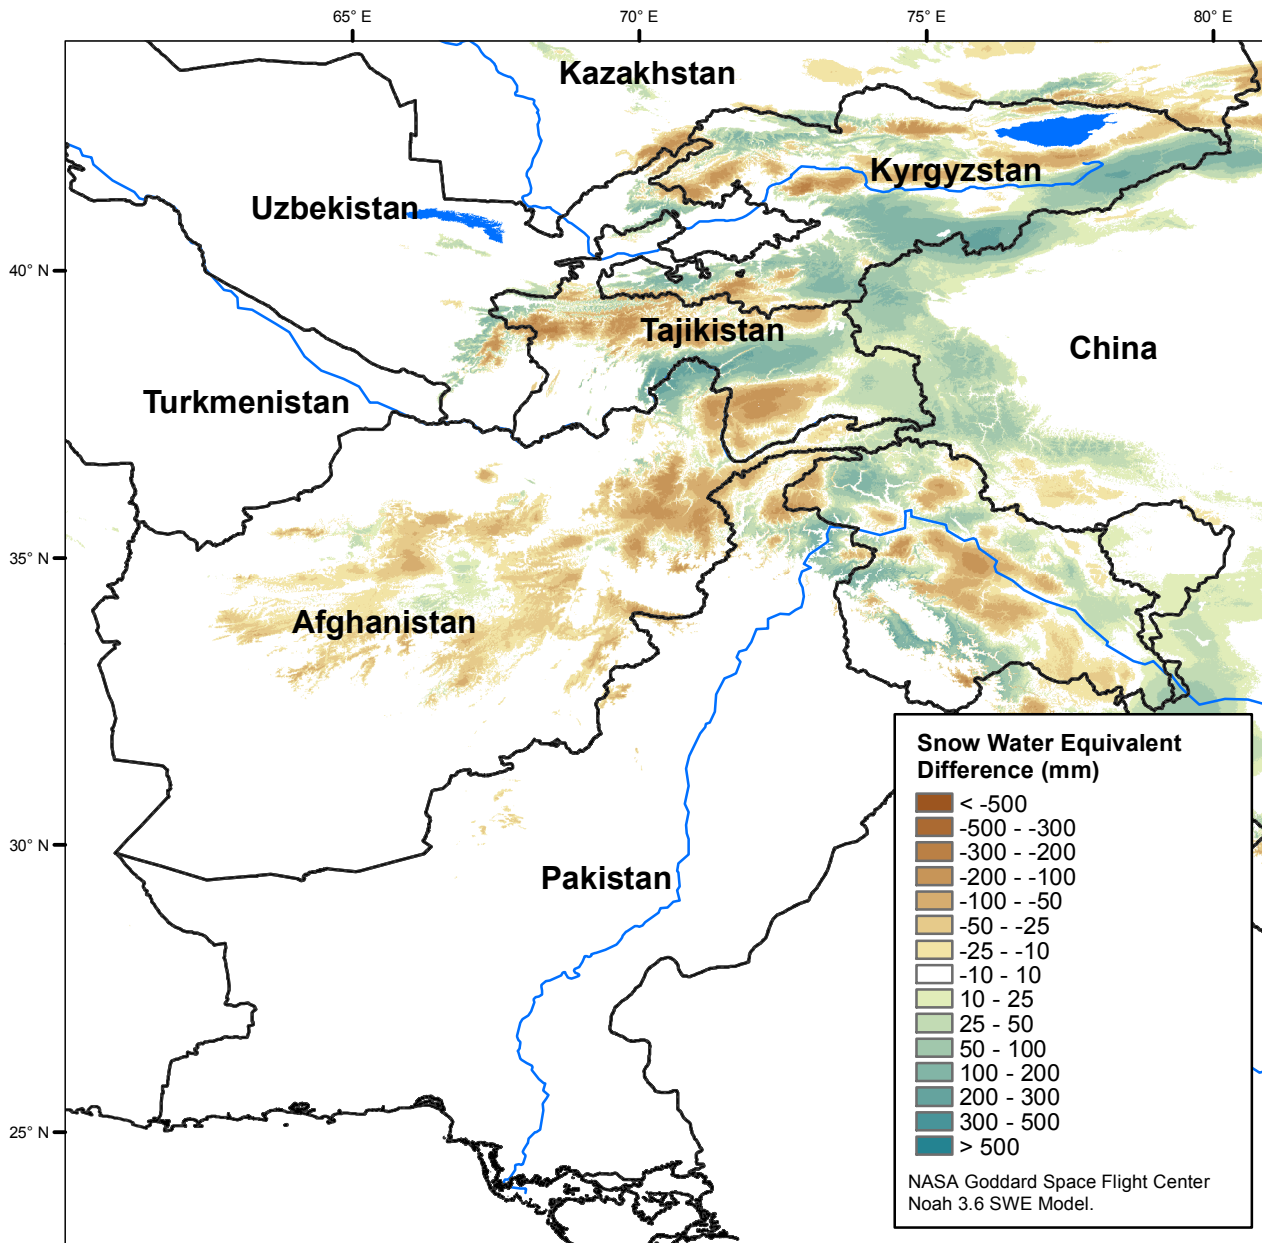 65° E
70° E
75° E
80° E
Kazakhstan
Kyrgyzstan
Uzbekistan
40° N
Tajikistan
China
Turkmenistan
35° N
Afghanistan
Snow Water Equivalent
Difference (mm)
< -500
-500 - -300
-300 - -200
-200 - -100
-100 - -50
-50 - -25
-25 - -10
-10 - 10
10 - 25
25 - 50
50 - 100
100 - 200
200 - 300
300 - 500
> 500
NASA Goddard Space Flight Center
Noah 3.6 SWE Model.
30° N
Pakistan
25° N